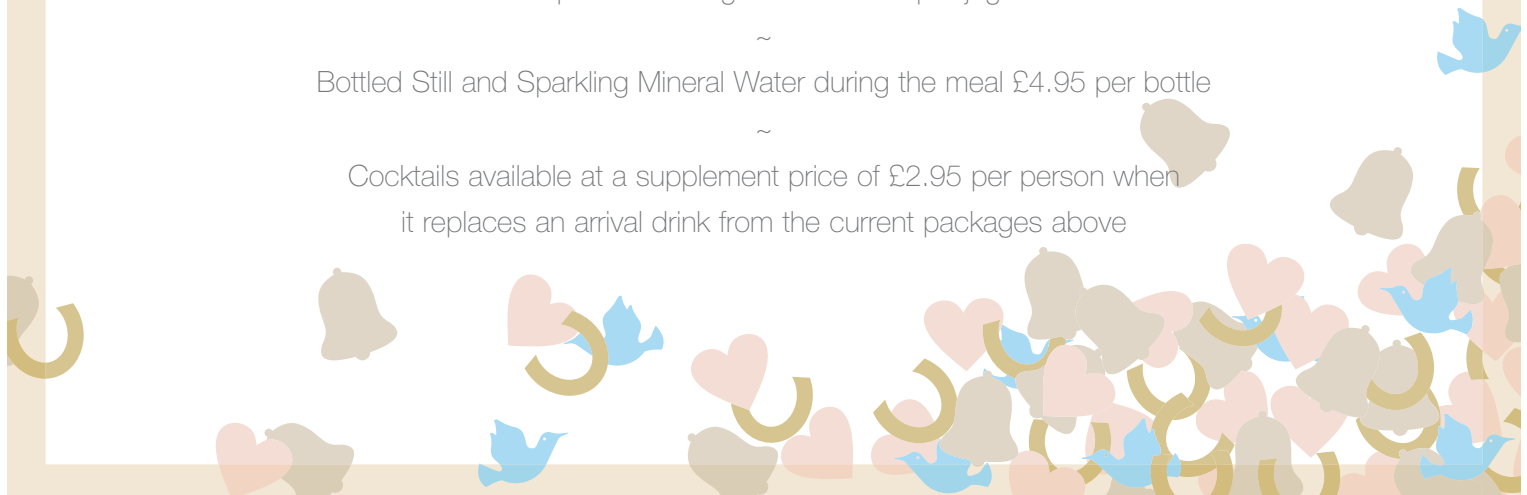 ~
Bottled Still and Sparkling Mineral Water during the meal £4.95 per bottle
~
Cocktails available at a supplement price of £2.95 per person when
it replaces an arrival drink from the current packages above